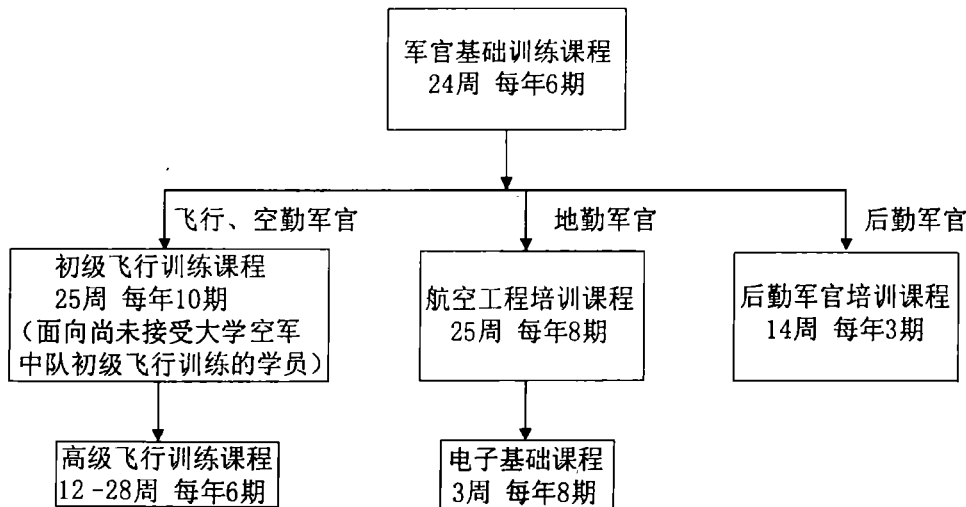 军官基础训练课程
24周 每年6期
飞行、空勤军官
地勤军官
后勤军官
初级飞行训练课程
25周 每年10期
（面向尚未接受大学空军
中队初级飞行训练的学员）
航空工程培训课程
25周 每年8期
后勤军官培训课程
14周 每年3期
高级飞行训练课程
12-28周 每年6期
电子基础课程
3周 每年8期